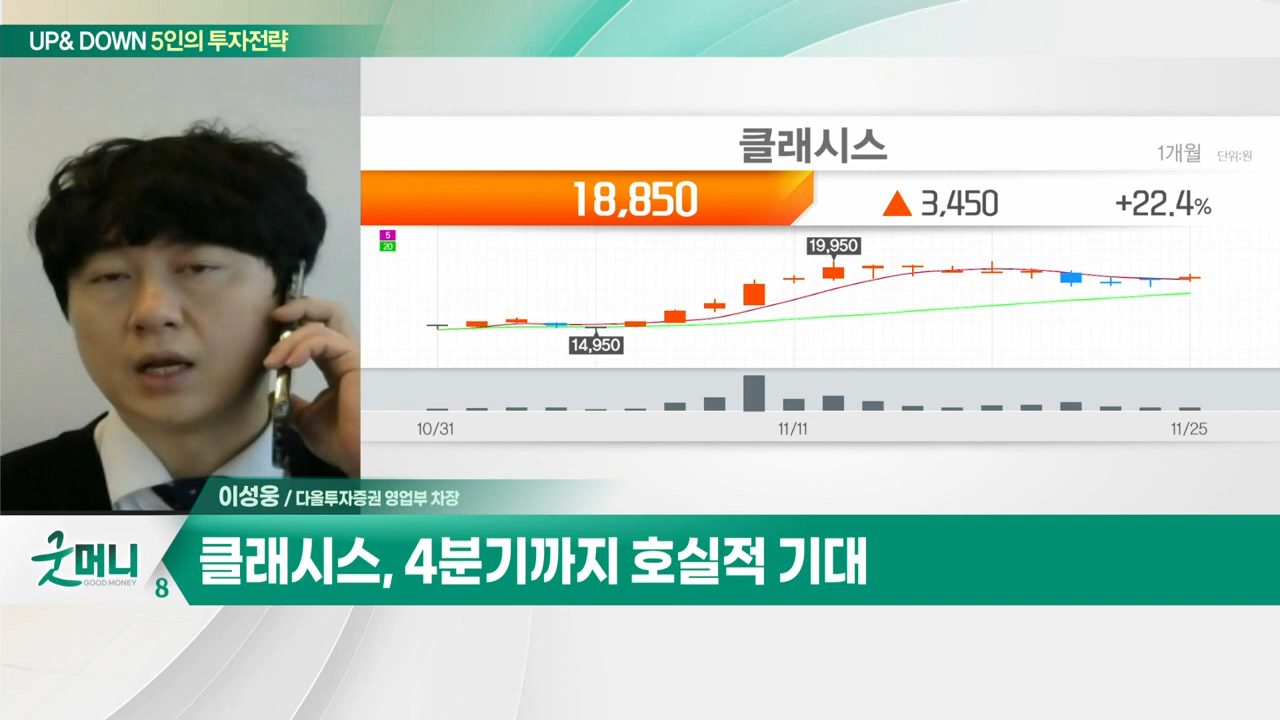 UP& DOWN 5인의 투자전략
클래시스
1개월 단위:원
18,850 ▲ 3,450 +22.4%
5
20
19,950
14,950
10/31 11/11 11/25
이성웅 / 다올투자증권 영업부 차장
굿머니
GOOD MONEY
8
클래시스, 4분기까지 호실적 기대